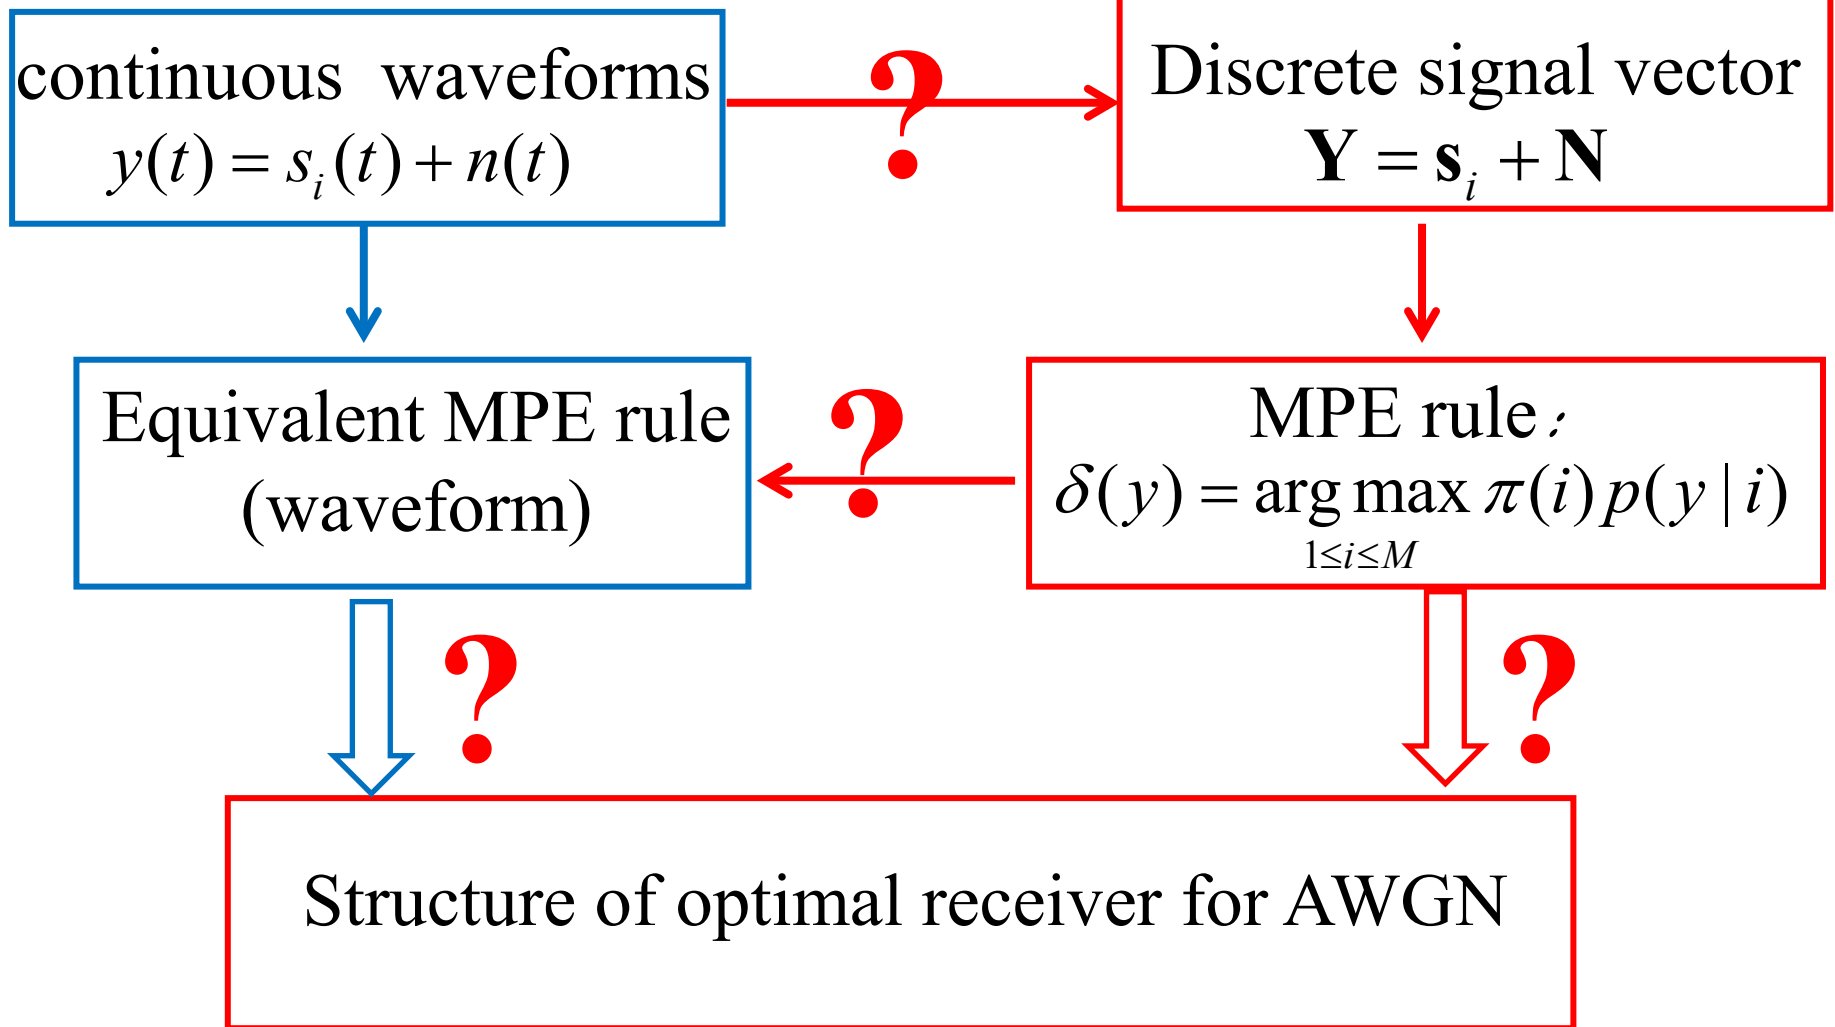 continuous waveforms
y(t) = s_i(t) + n(t)
?
Discrete signal vector
Y = s_i + N
Equivalent MPE rule
(waveform)
?
MPE rule:
δ(y) = arg max π(i) p(y | i)
1≤i≤M
?
?
Structure of optimal receiver for AWGN